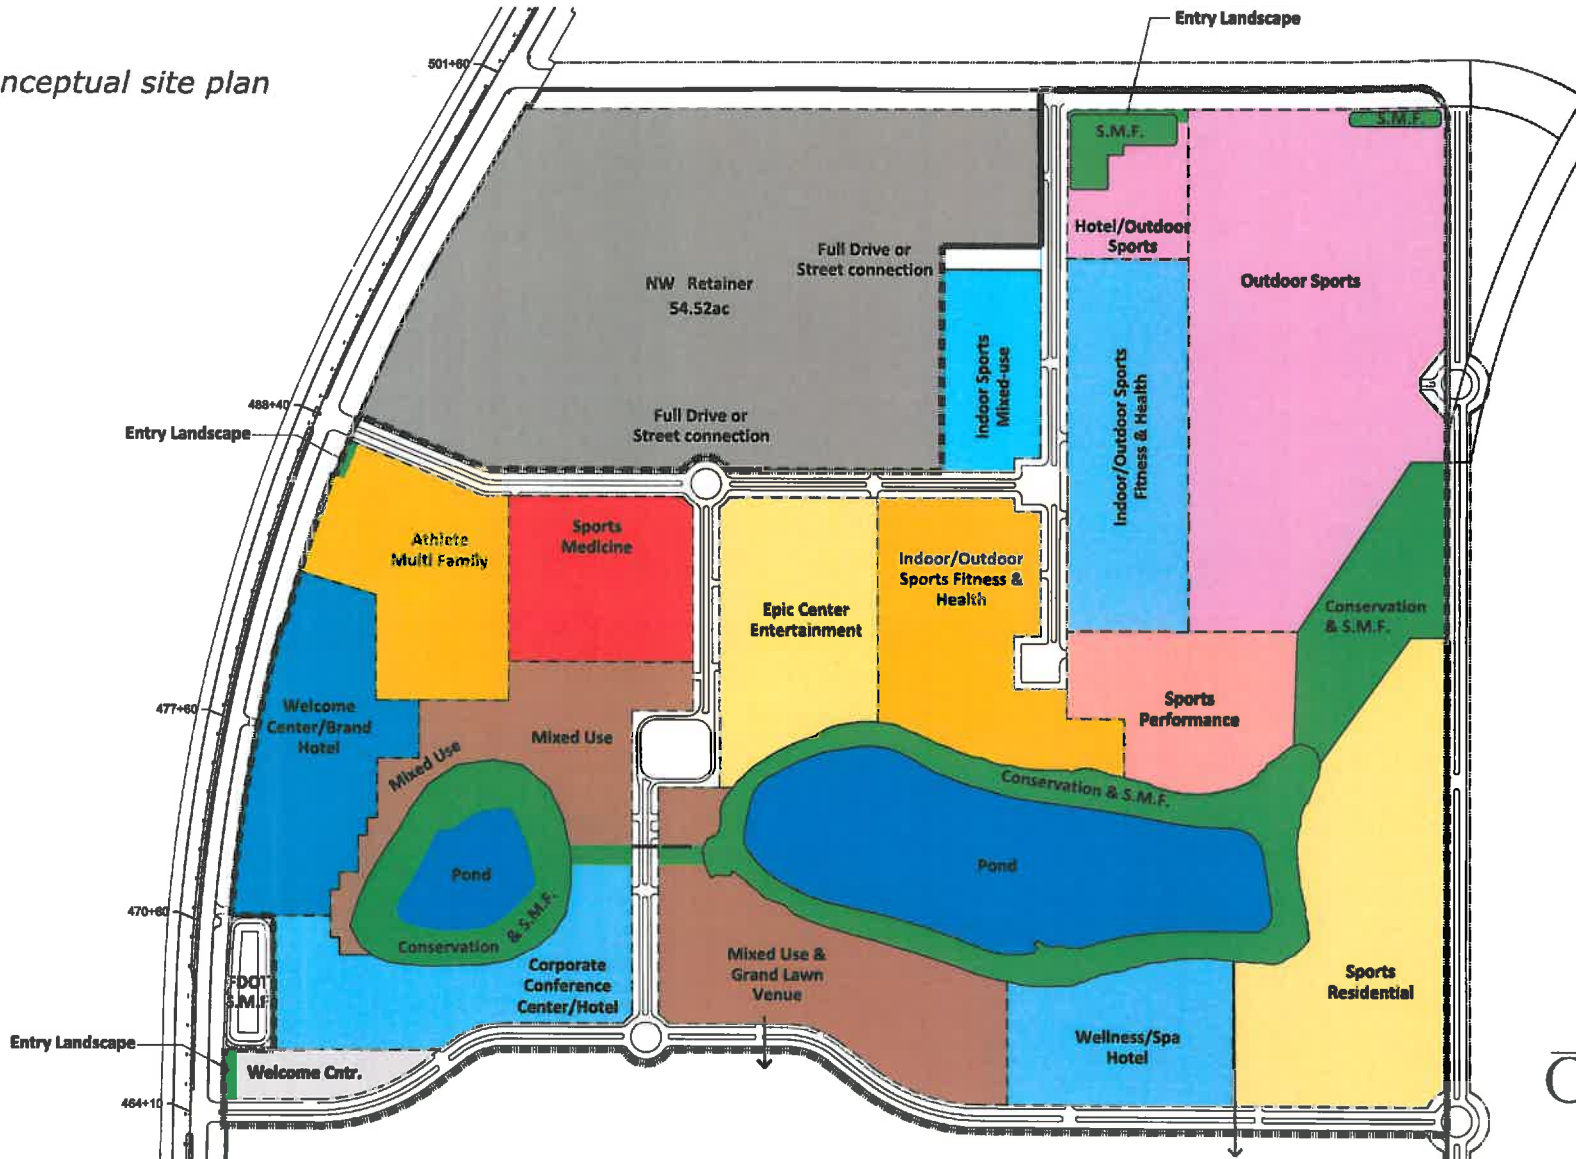 Entry Landscape
501+60
nceptual site plan
S.M.F.
S.M.F.
Hotel/Outdoor
Sports
Full Drive or
Street connection
NW Retainer
54.52ac
Outdoor Sports
Indoor Sports
Mixed-use
Indoor/Outdoor Sports
Fitness & Health
488+40
Full Drive or
Street connection
Entry Landscape
Athlete
Multi Family
Sports
Medicine
Indoor/Outdoor
Sports Fitness &
Health
Epic Center
Entertainment
Conservation
& S.M.F.
477+60
Welcome
Center/Brand
Hotel
Mixed Use
Mixed Use
Sports
Performance
Conservation & S.M.F.
Pond
Pond
470+60
Conservation
& S.M.F.
Corporate
Conference
Center/Hotel
Mixed Use &
Grand Lawn
Venue
FDOT
S.M.F.
Sports
Residential
Entry Landscape
Wellness/Spa
Hotel
Welcome Cntr.
464+10
C